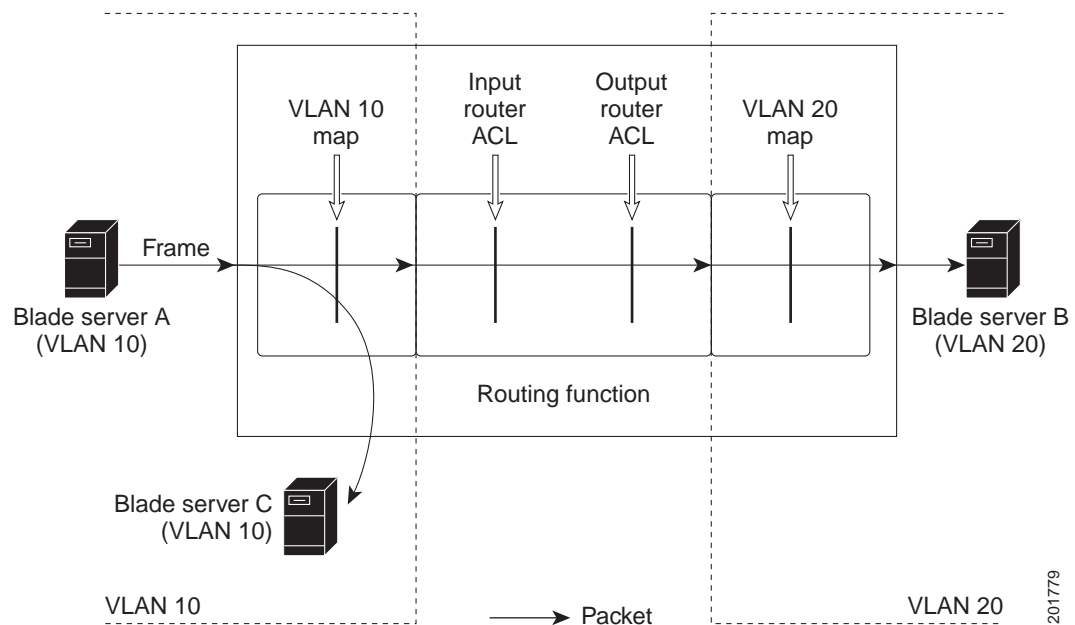 VLAN 10
map
Input
router
ACL
Output
router
ACL
VLAN 20
map
Frame
Blade server A
(VLAN 10)
Blade server B
(VLAN 20)
Routing function
Blade server C
(VLAN 10)
VLAN 10
Packet
VLAN 20
201779